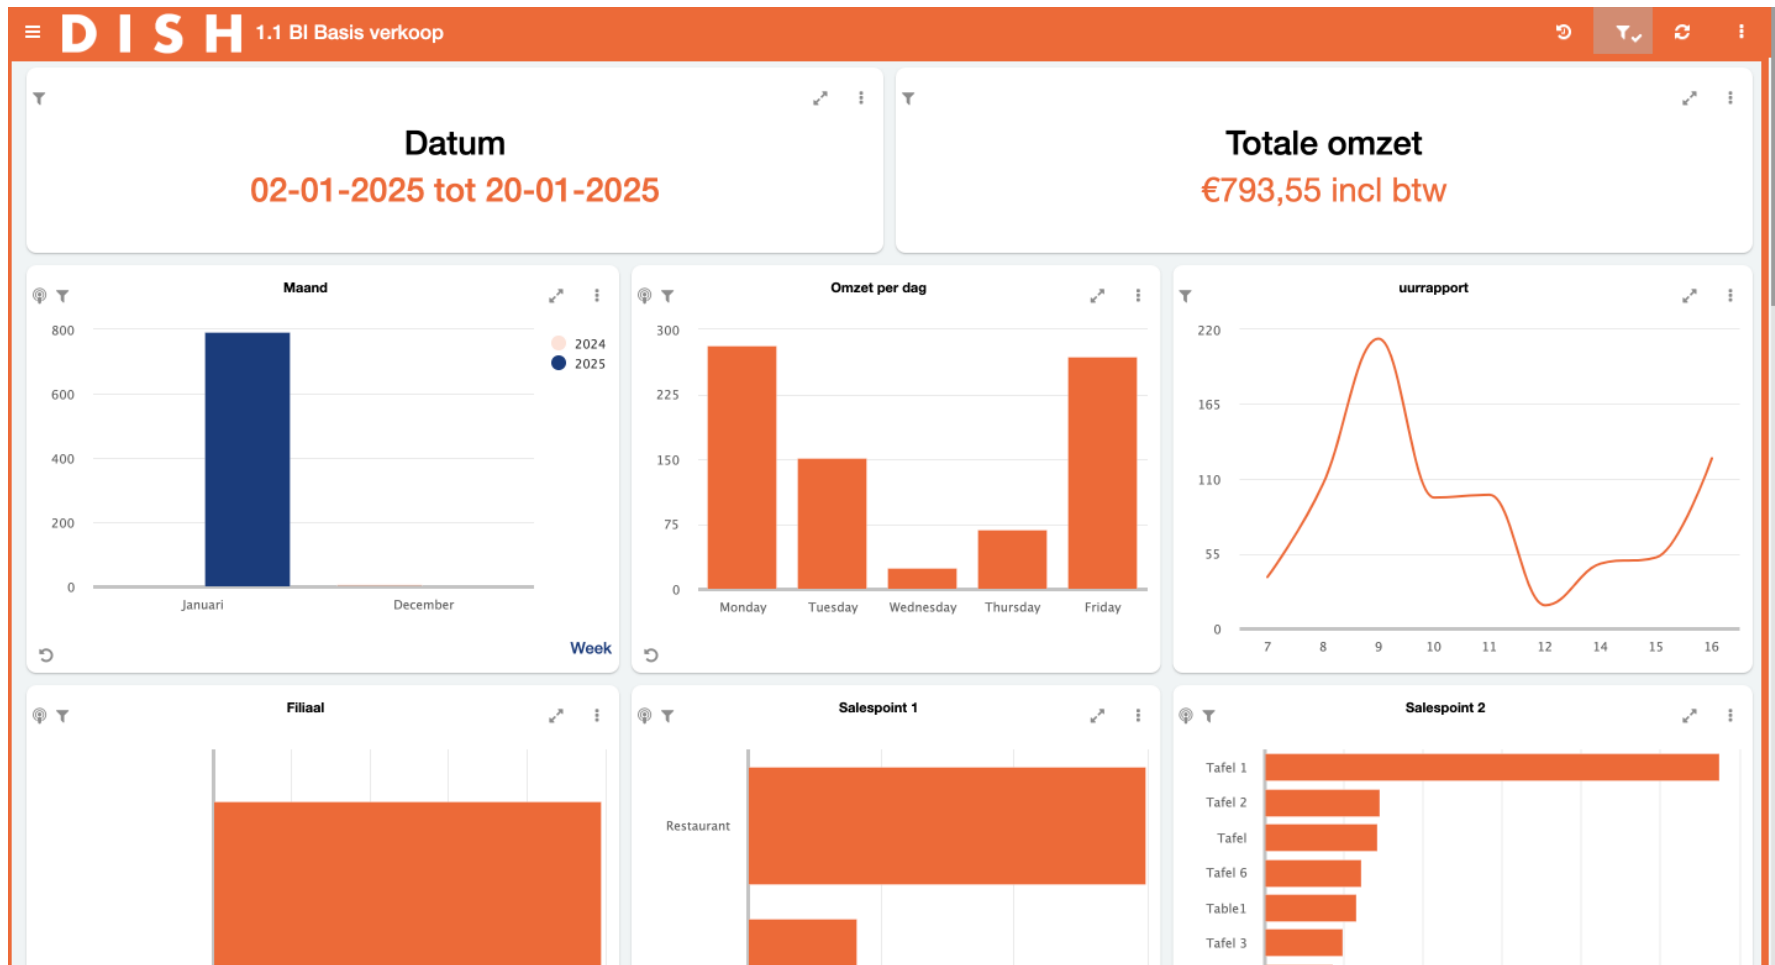 DISH 1.1 BI Basis verkoop
Datum
02-01-2025 tot 20-01-2025
Totale omzet
€793,55 incl btw
Maand
800
600
400
200
0
Januari
December
2024
2025
Week
Omzet per dag
300
225
150
75
0
Monday
Tuesday
Wednesday
Thursday
Friday
uurrapport
220
165
110
55
0
7
8
9
10
11
12
14
15
16
Filiaal
Salespoint 1
Restaurant
Salespoint 2
Tafel 1
Tafel 2
Tafel
Tafel 6
Table1
Tafel 3